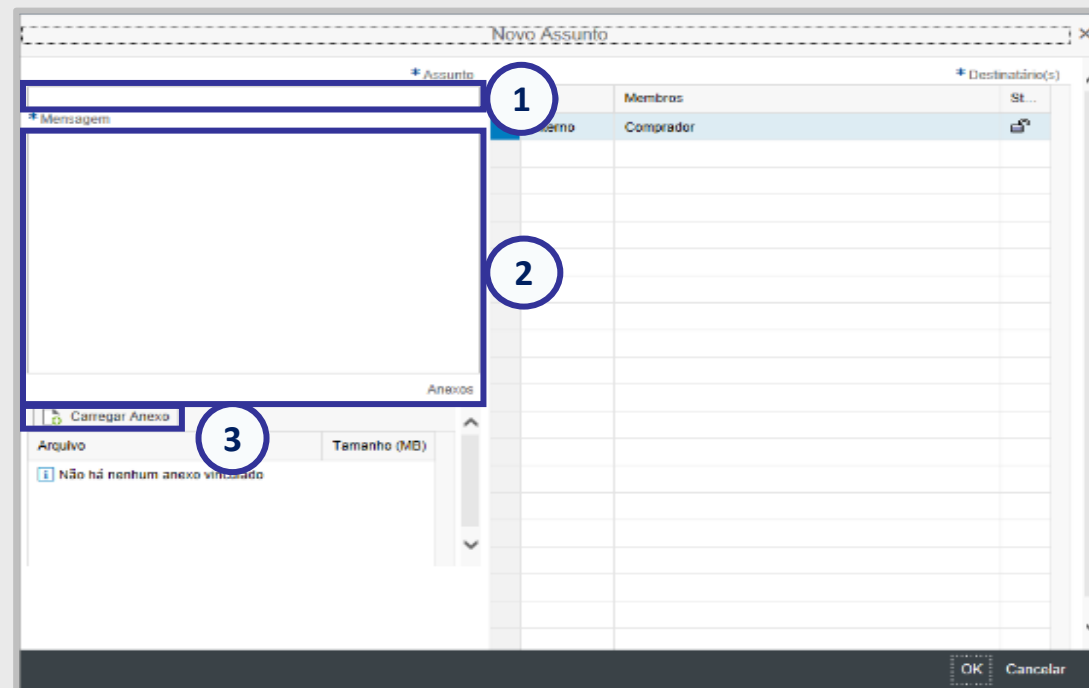 Novo Assunto
* Assunto
* Destinatário(s)
1
Membros
St...
* Mensagem
Comprador
2
Anexos
Carregar Anexo
3
Arquivo
Tamanho (MB)
i Não há nenhum anexo vinculado
OK
Cancelar